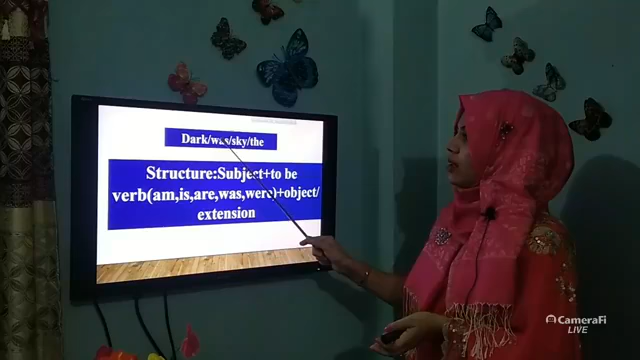 Dark/was/sky/the
Structure:Subject+to be
verb(am,is,are,was,were)+object/
extension
CameraFi
LIVE